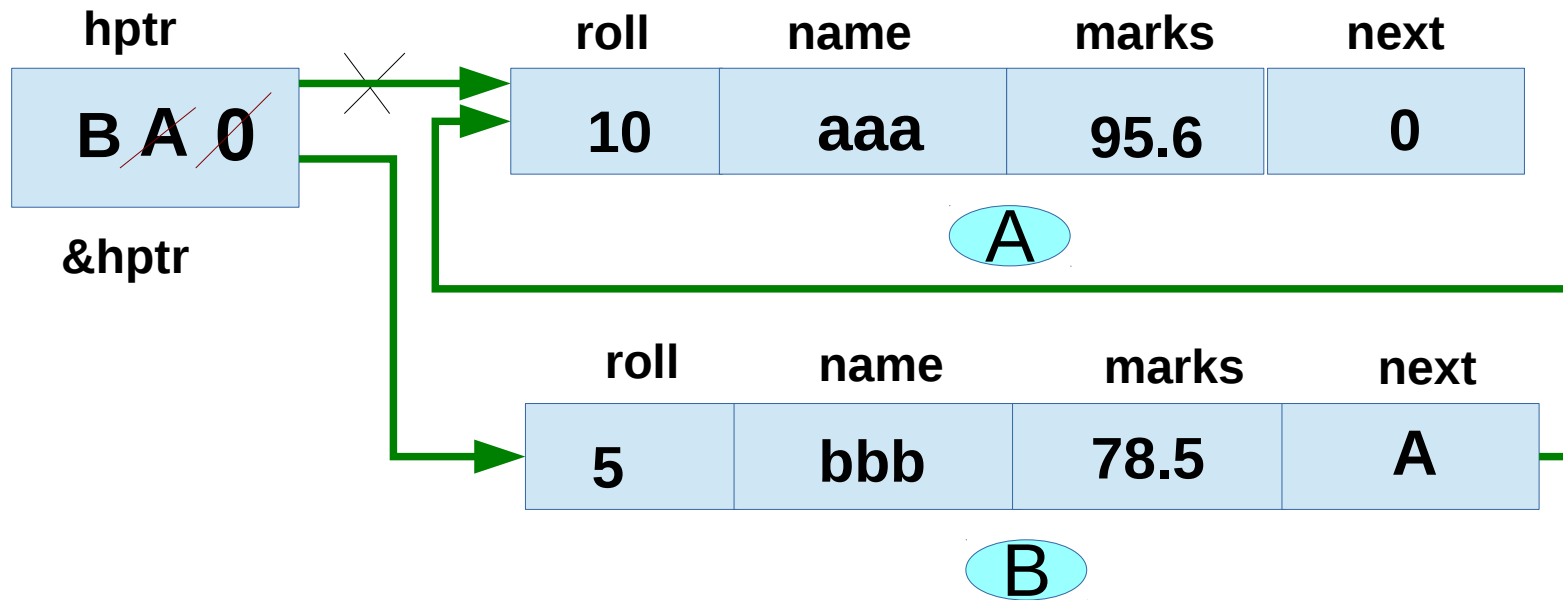 hptr
roll name marks next
B A 0
10 aaa 95.6 0
&hptr
A
roll name marks next
5 bbb 78.5 A
B